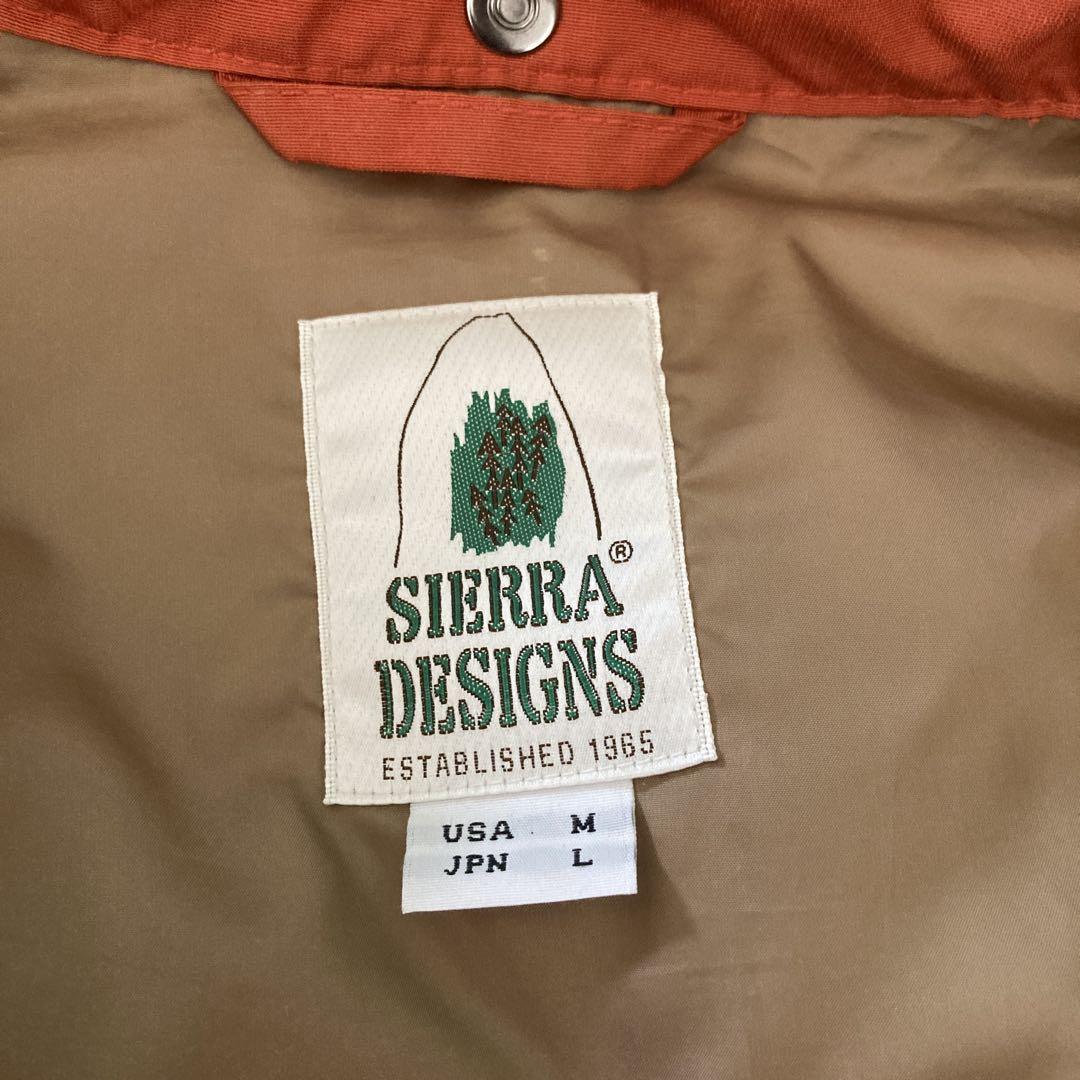 SIERRA®
DESIGNS
ESTABLISHED 1965
USA M
JPN L